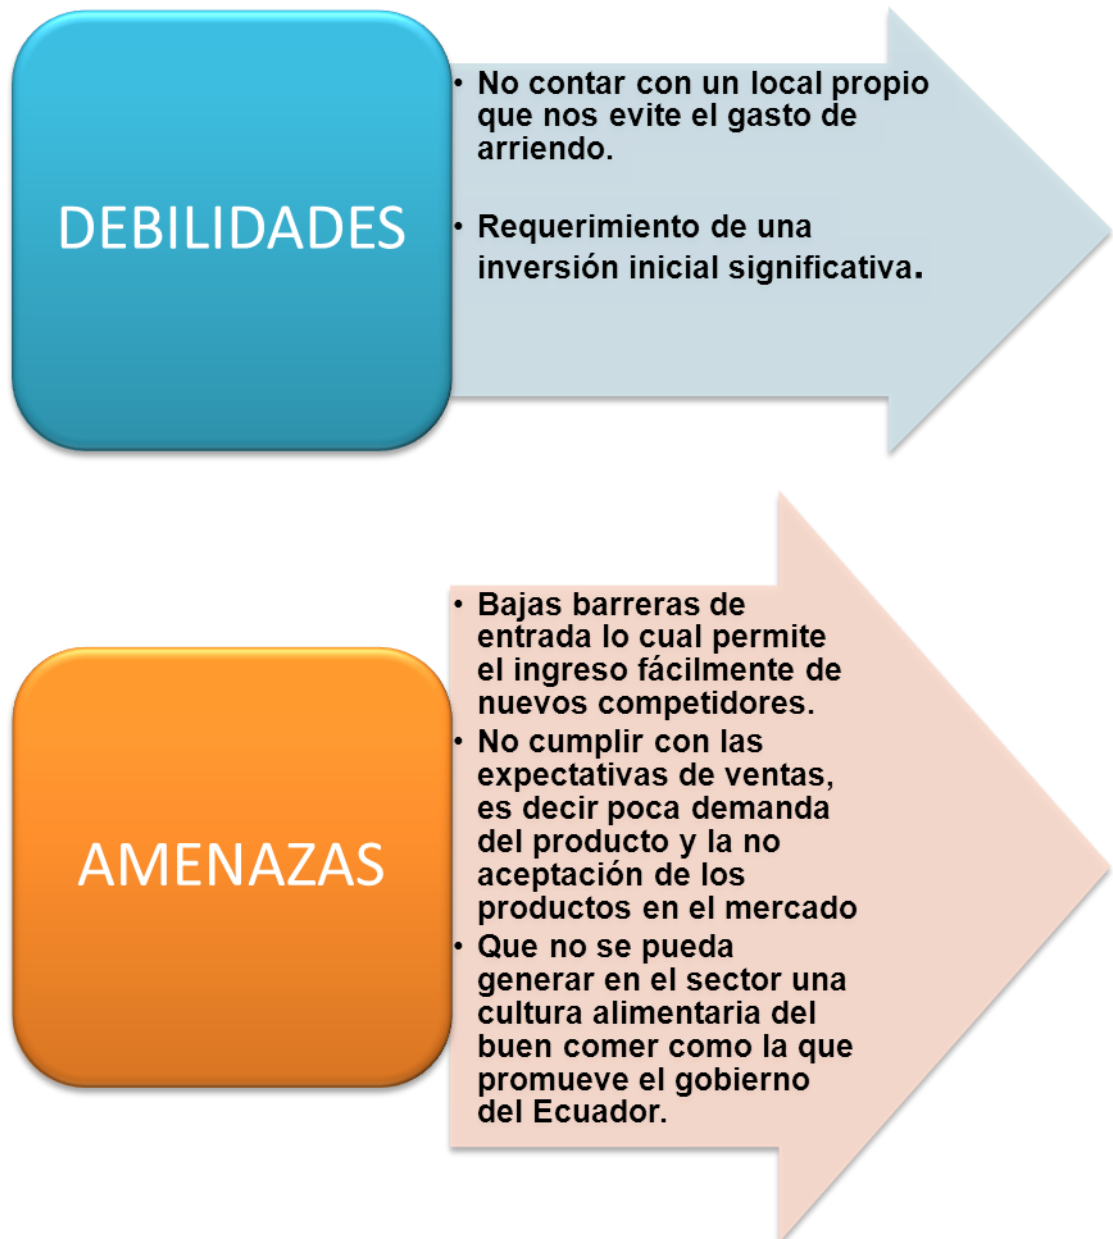 DEBILIDADES
• No contar con un local propio
que nos evite el gasto de
arriendo.
• Requerimiento de una
inversión inicial significativa.
AMENAZAS
• Bajas barreras de
entrada lo cual permite
el ingreso fácilmente de
nuevos competidores.
• No cumplir con las
expectativas de ventas,
es decir poca demanda
del producto y la no
aceptación de los
productos en el mercado
• Que no se pueda
generar en el sector una
cultura alimentaria del
buen comer como la que
promueve el gobierno
del Ecuador.